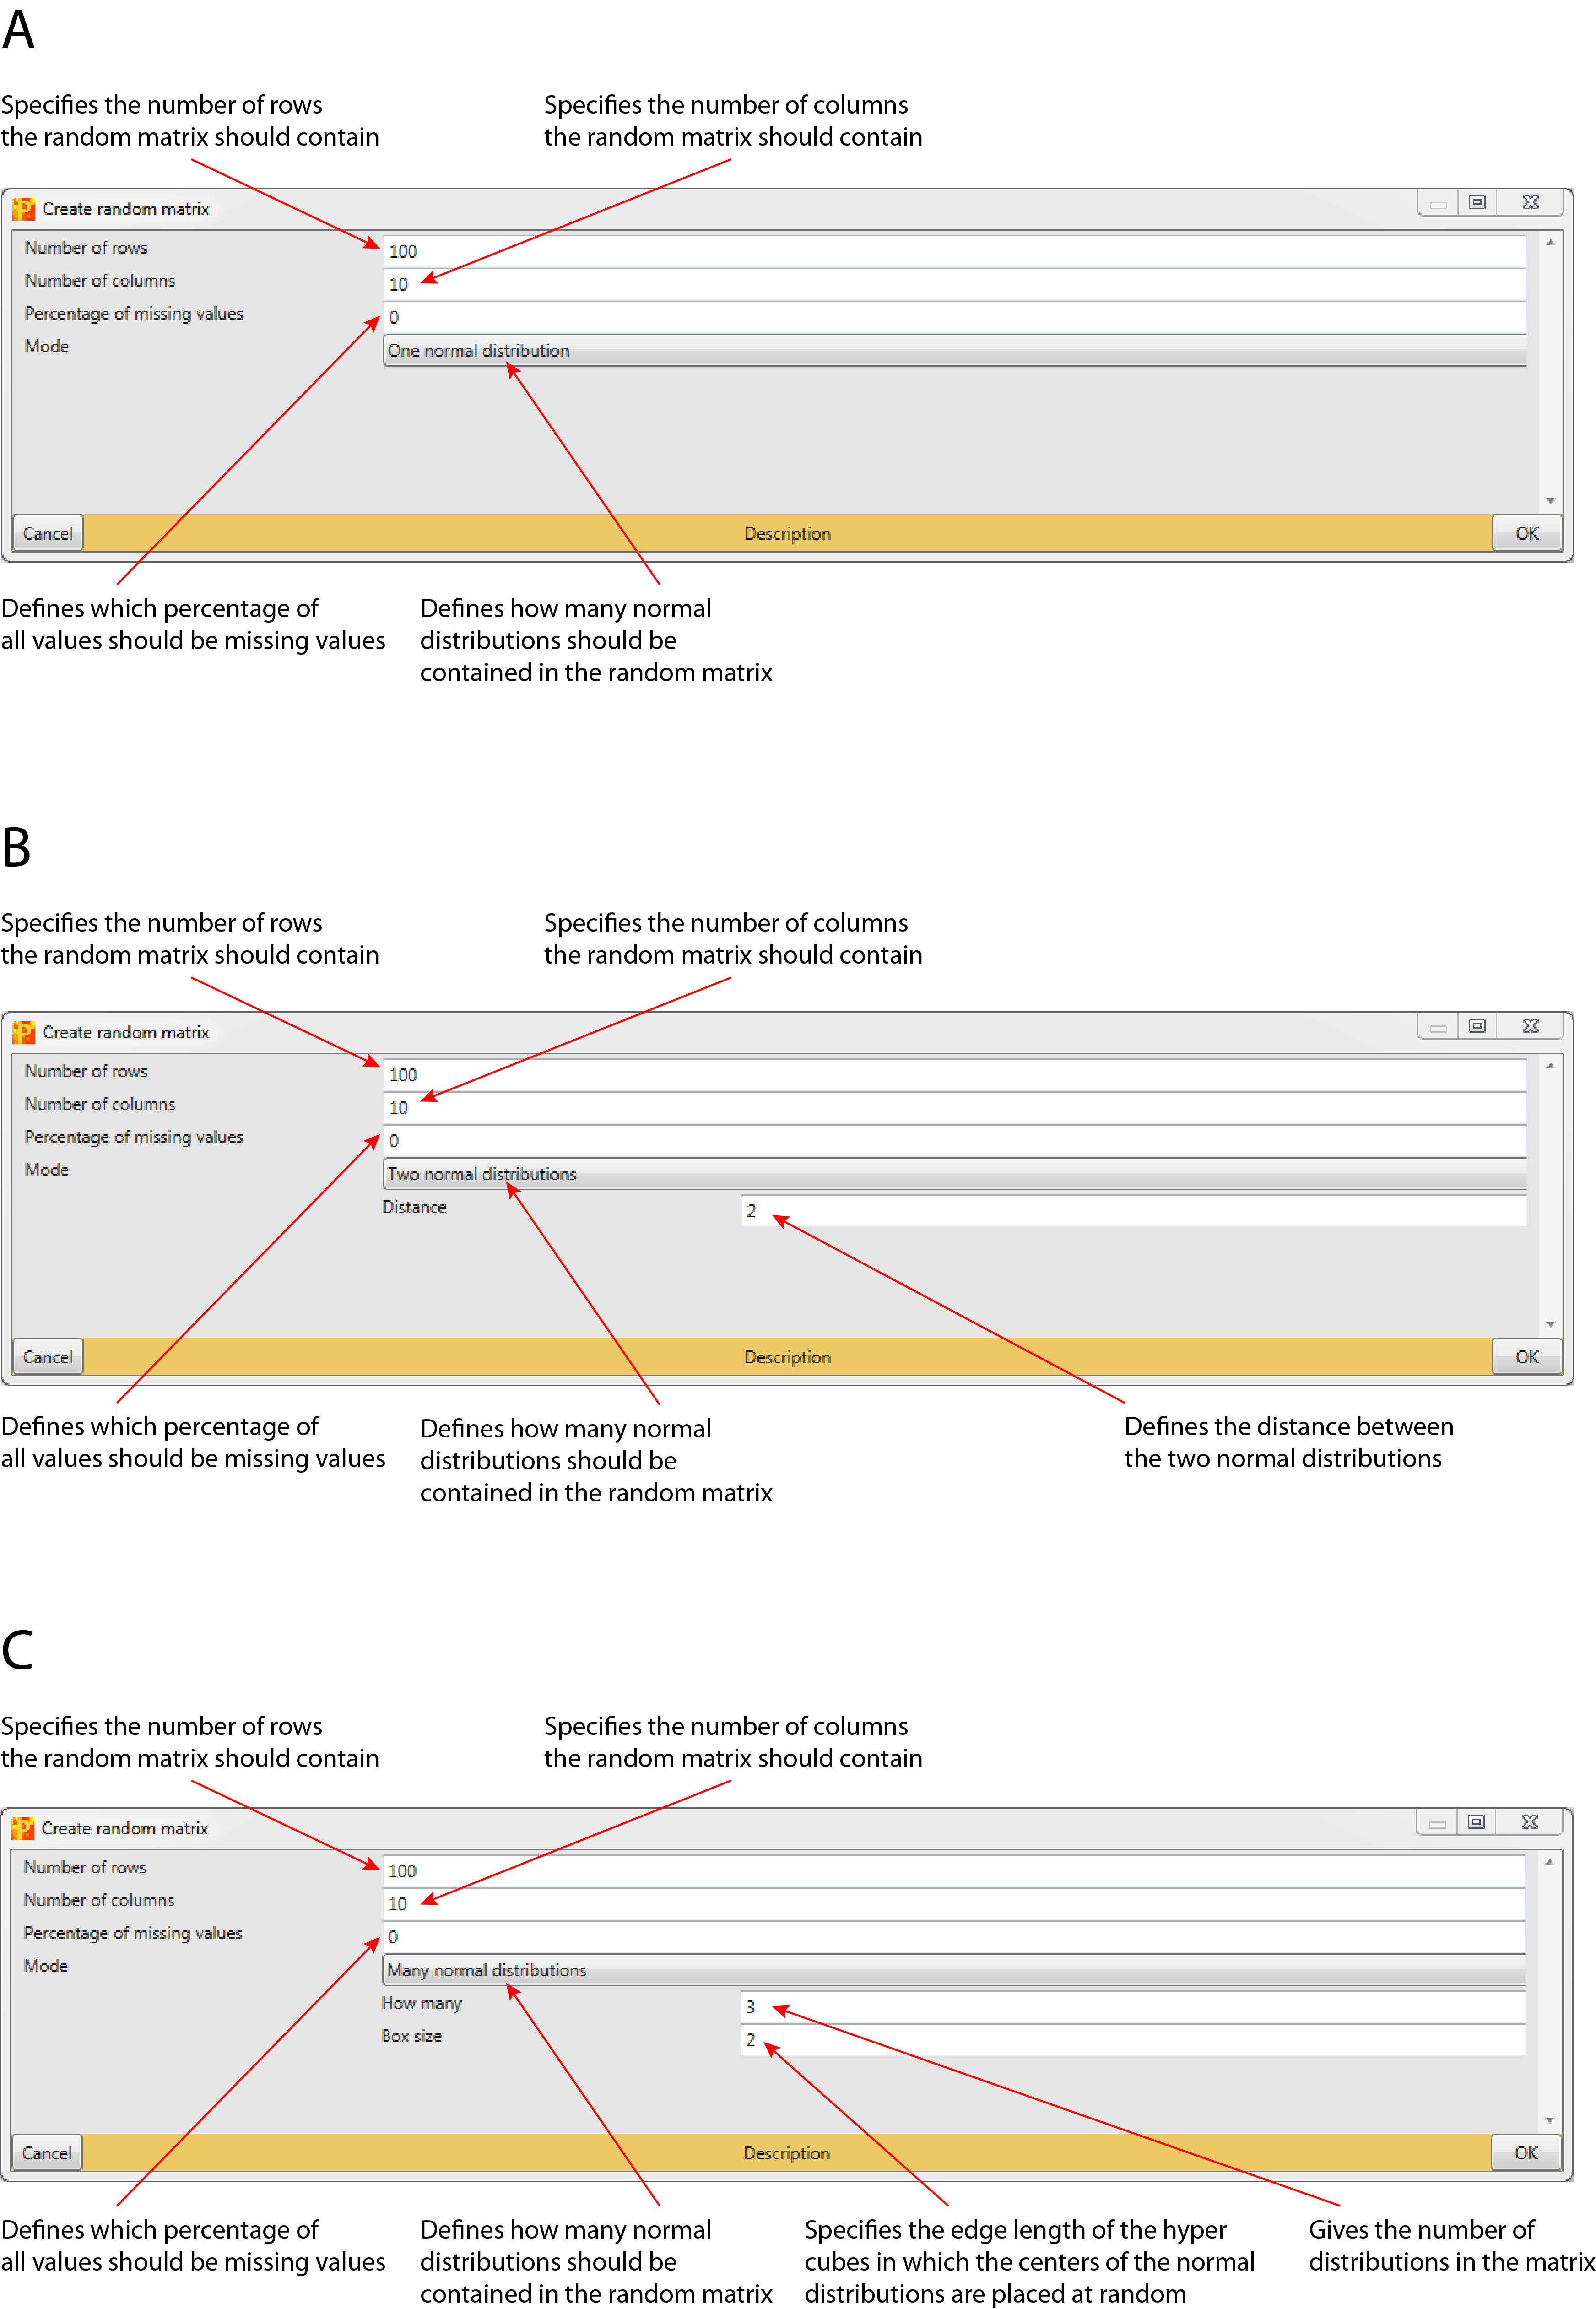 A
Specifies the number of rows
the random matrix should contain
Specifies the number of columns
the random matrix should contain
Create random matrix
Number of rows
100
Number of columns
10
Percentage of missing values
0
Mode
One normal distribution
Cancel
Description
OK
Defines which percentage of
all values should be missing values
Defines how many normal
distributions should be
contained in the random matrix
B
Specifies the number of rows
the random matrix should contain
Specifies the number of columns
the random matrix should contain
Create random matrix
Number of rows
100
Number of columns
10
Percentage of missing values
0
Mode
Two normal distributions
Distance
2
Cancel
Description
OK
Defines which percentage of
all values should be missing values
Defines how many normal
distributions should be
contained in the random matrix
Defines the distance between
the two normal distributions
C
Specifies the number of rows
the random matrix should contain
Specifies the number of columns
the random matrix should contain
Create random matrix
Number of rows
100
Number of columns
10
Percentage of missing values
0
Mode
Many normal distributions
How many
3
Box size
2
Cancel
Description
OK
Defines which percentage of
all values should be missing values
Defines how many normal
distributions should be
contained in the random matrix
Specifies the edge length of the hyper
cubes in which the centers of the normal
distributions are placed at random
Gives the number of
distributions in the matrix